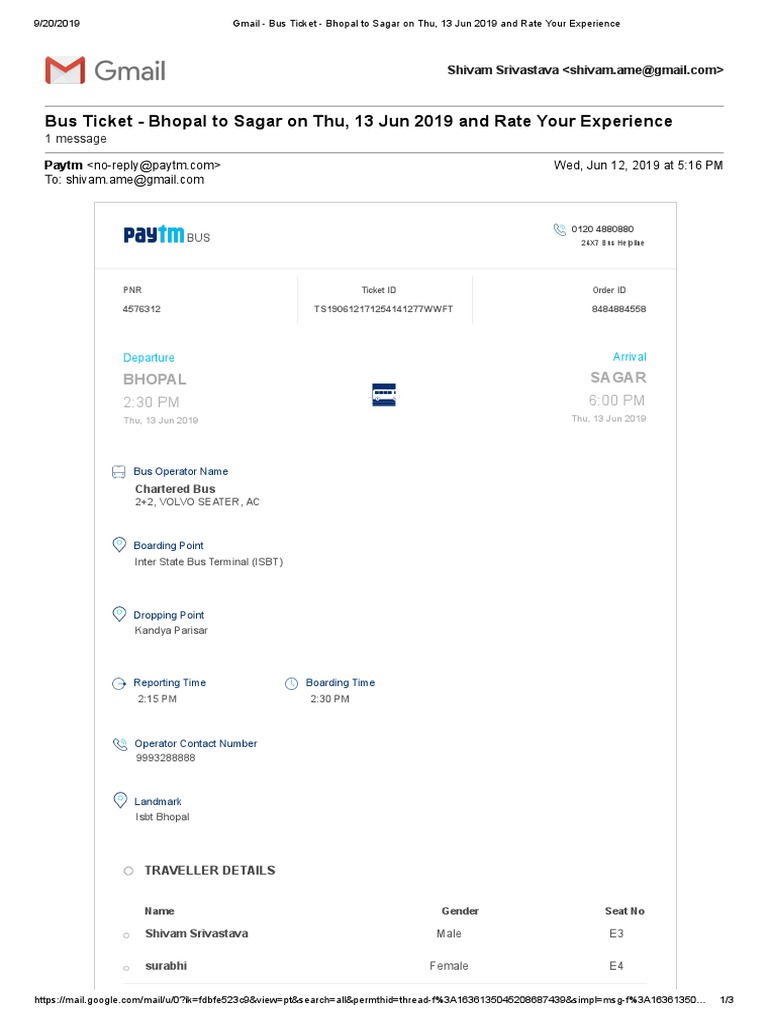 9/20/2019 Gmail - Bus Ticket - Bhopal to Sagar on Thu, 13 Jun 2019 and Rate Your Experience
Gmail Shivam Srivastava <shivam.ame@gmail.com>
Bus Ticket - Bhopal to Sagar on Thu, 13 Jun 2019 and Rate Your Experience
1 message
Paytm <no-reply@paytm.com> Wed, Jun 12, 2019 at 5:16 PM
To: shivam.ame@gmail.com
paytm BUS 0120 4880880
24X7 Bus Helpline
PNR Ticket ID Order ID
4576312 TS190612171254141277WWFT 8484884558
Departure Arrival
BHOPAL SAGAR
2:30 PM 6:00 PM
Thu, 13 Jun 2019 Thu, 13 Jun 2019
Bus Operator Name
Chartered Bus
2+2, VOLVO SEATER, AC
Boarding Point
Inter State Bus Terminal (ISBT)
Dropping Point
Kandya Parisar
Reporting Time Boarding Time
2:15 PM 2:30 PM
Operator Contact Number
9993288888
Landmark
Isbt Bhopal
TRAVELLER DETAILS
Name Gender Seat No
Shivam Srivastava Male E3
surabhi Female E4
https://mail.google.com/mail/u/0?ik=fdbfe523c9&view=pt&search=all&permthid=thread-f%3A1636135045208687439&simpl=msg-f%3A16361350… 1/3